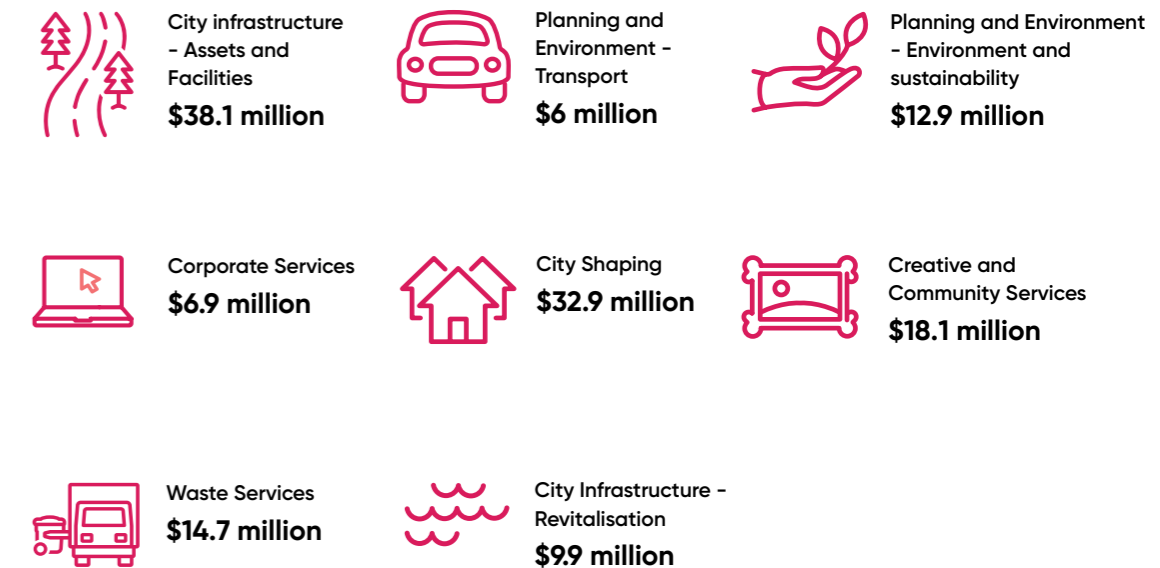 City infrastructure
- Assets and
Facilities
$38.1 million
Planning and
Environment -
Transport
$6 million
Planning and Environment
- Environment and
sustainability
$12.9 million
Corporate Services
$6.9 million
City Shaping
$32.9 million
Creative and
Community Services
$18.1 million
Waste Services
$14.7 million
City Infrastructure -
Revitalisation
$9.9 million